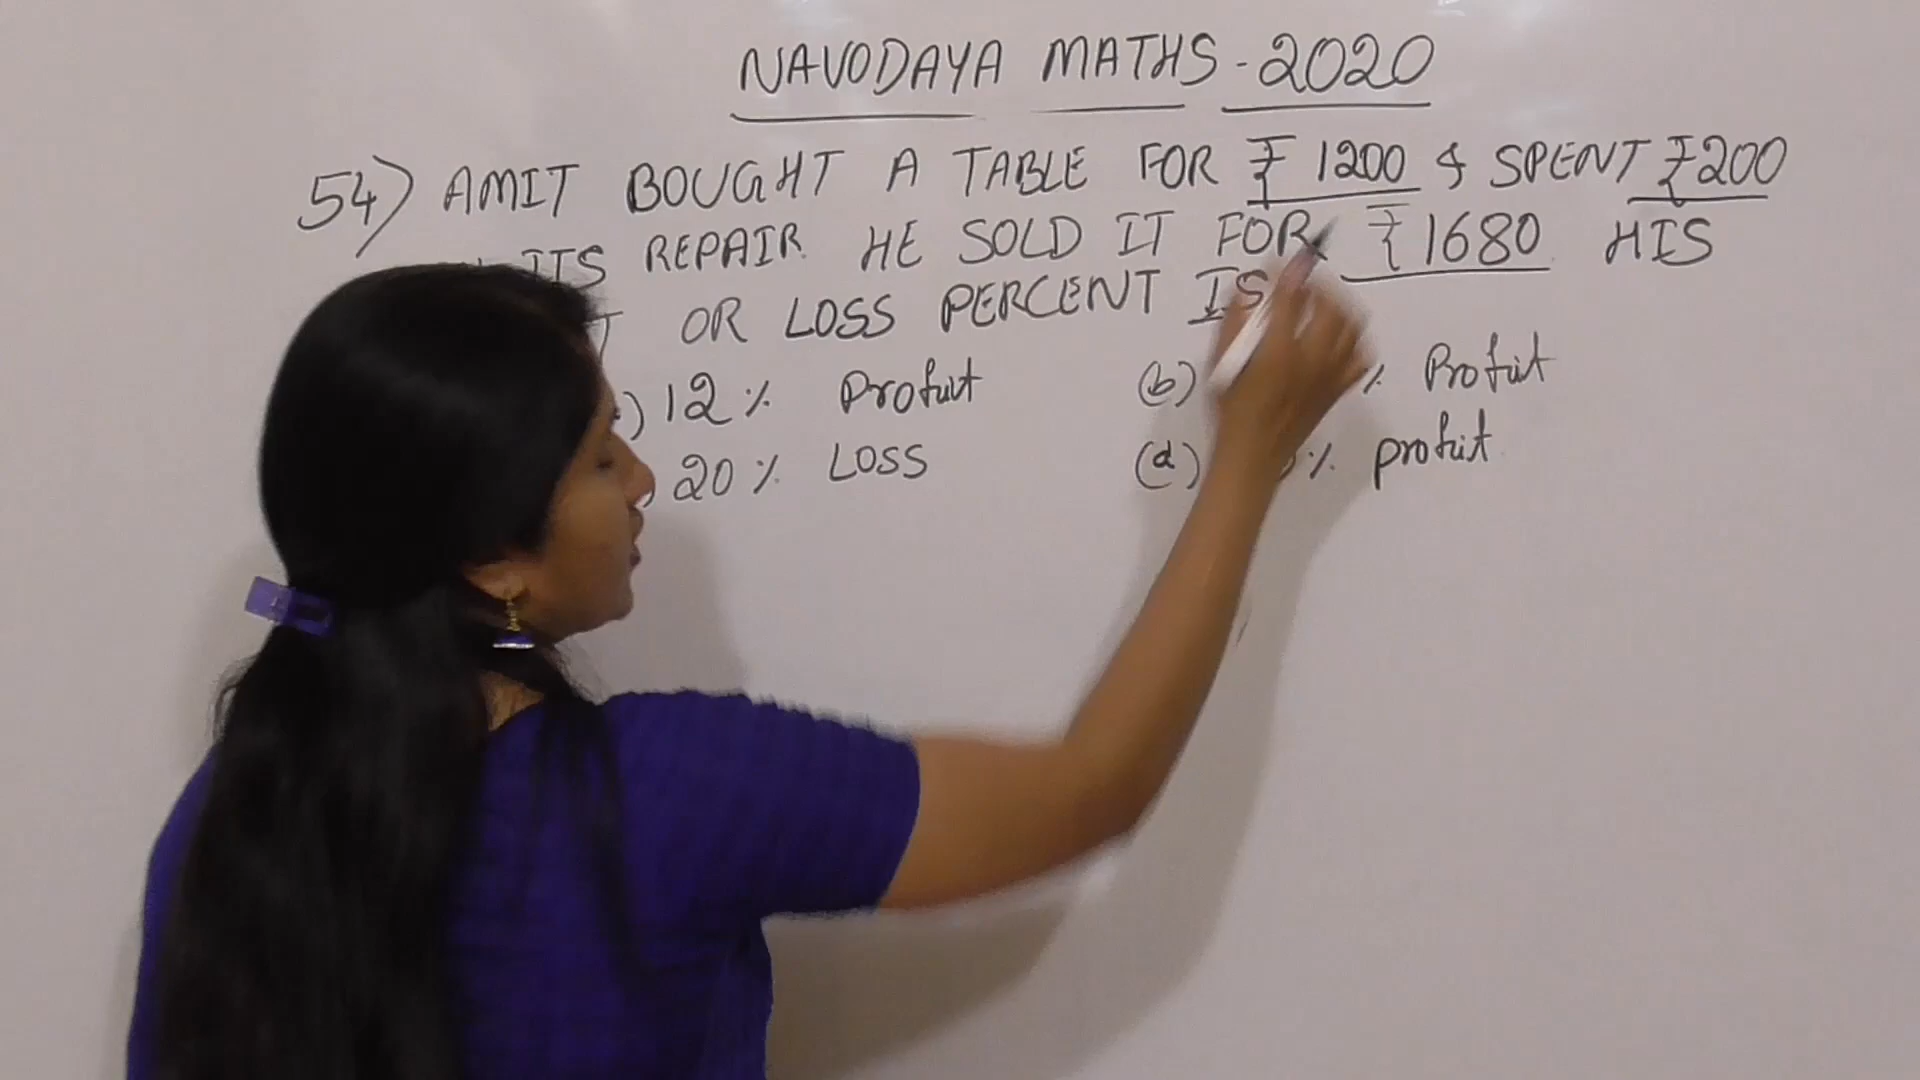 NAVODAYA MATHS - 2020
54) AMIT BOUGHT A TABLE FOR ₹ 1200 & SPENT ₹200
ITS REPAIR. HE SOLD IT FOR ₹ 1680 HIS
OR LOSS PERCENT IS
) 12 % Profit (b) % Profit
) 20 % LOSS (d) % profit